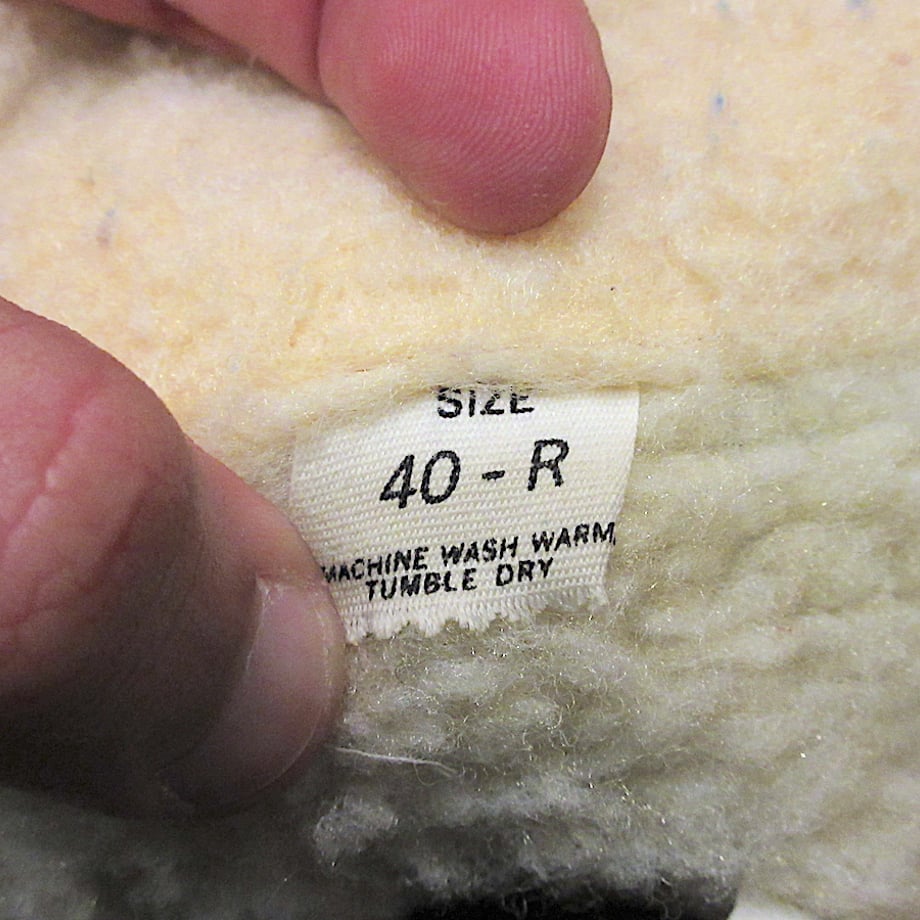 SIZE
40 - R
MACHINE WASH WARM,
TUMBLE DRY